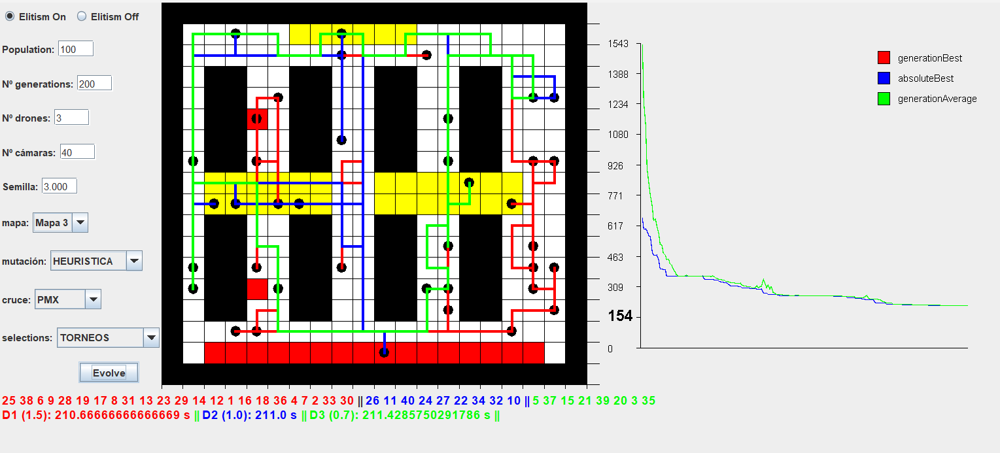 Elitism On Elitism Off
Population: 100
Nº generations: 200
Nº drones: 3
Nº cámaras: 40
Semilla: 3.000
mapa: Mapa 3
mutación: HEURISTICA
cruce: PMX
selections: TORNEOS
Evolve
1543
1388
1234
1080
926
771
617
463
309
154
0
generationBest
absoluteBest
generationAverage
25 38 6 9 28 19 17 8 31 13 23 29 14 12 1 16 18 36 4 7 2 33 30 || 26 11 40 24 27 22 34 32 10 || 5 37 15 21 39 20 3 35
D1 (1.5): 210.66666666666669 s || D2 (1.0): 211.0 s || D3 (0.7): 211.4285750291786 s ||